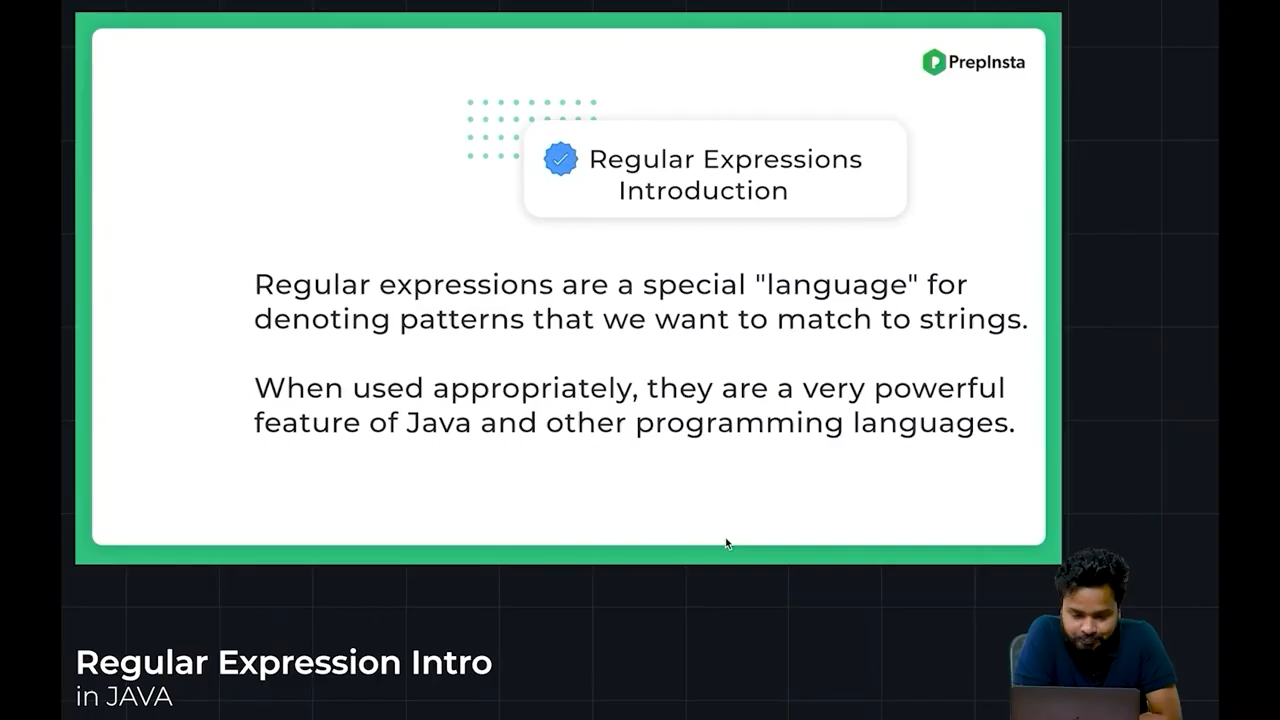 PrepInsta
Regular Expressions
Introduction
Regular expressions are a special "language" for
denoting patterns that we want to match to strings.
When used appropriately, they are a very powerful
feature of Java and other programming languages.
Regular Expression Intro
in JAVA